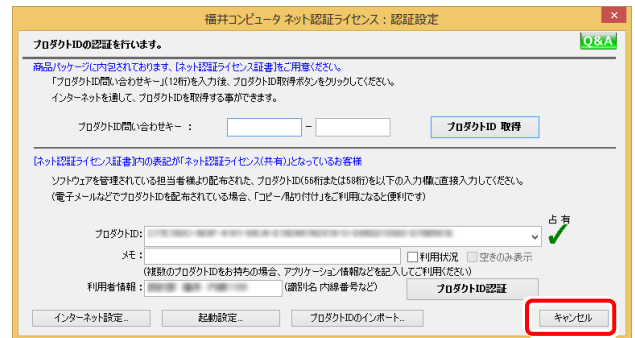 福井コンピュータ ネット認証ライセンス：認証設定
プロダクトIDの認証を行います。
Q&A
商品パッケージに内包されております、[ネット認証ライセンス証書]をご用意ください。
「プロダクトID問い合わせキー」(12桁)を入力後、プロダクトID取得ボタンをクリックしてください。
インターネットを通して、プロダクトIDを取得する事ができます。
プロダクトID問い合わせキー ： － プロダクトID 取得
[ネット認証ライセンス証書]内の表記が「ネット認証ライセンス(共有)」となっているお客様
ソフトウェアを管理されている担当者様より配布された、プロダクトID(56桁または58桁)を以下の入力欄に直接入力してください。
(電子メールなどでプロダクトIDを配布されている場合、「コピー/貼り付け」をご利用になると便利です)
占有
プロダクトID:
メモ： 利用状況 空きのみ表示
(複数のプロダクトIDをお持ちの場合、アプリケーション情報などを記入してご利用ください)
利用者情報： (識別名 内線番号など) プロダクトID認証
インターネット設定... 起動設定... プロダクトIDのインポート... キャンセル